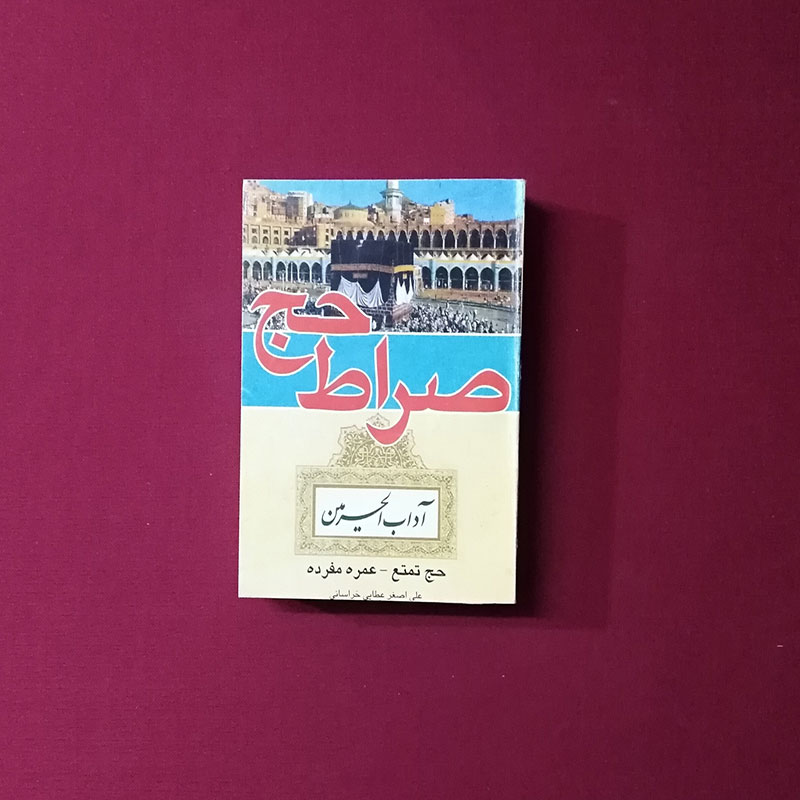 صراط حج
آداب الحرمین
حج تمتع - عمره مفرده
علی اصغر عطایی خراسانی